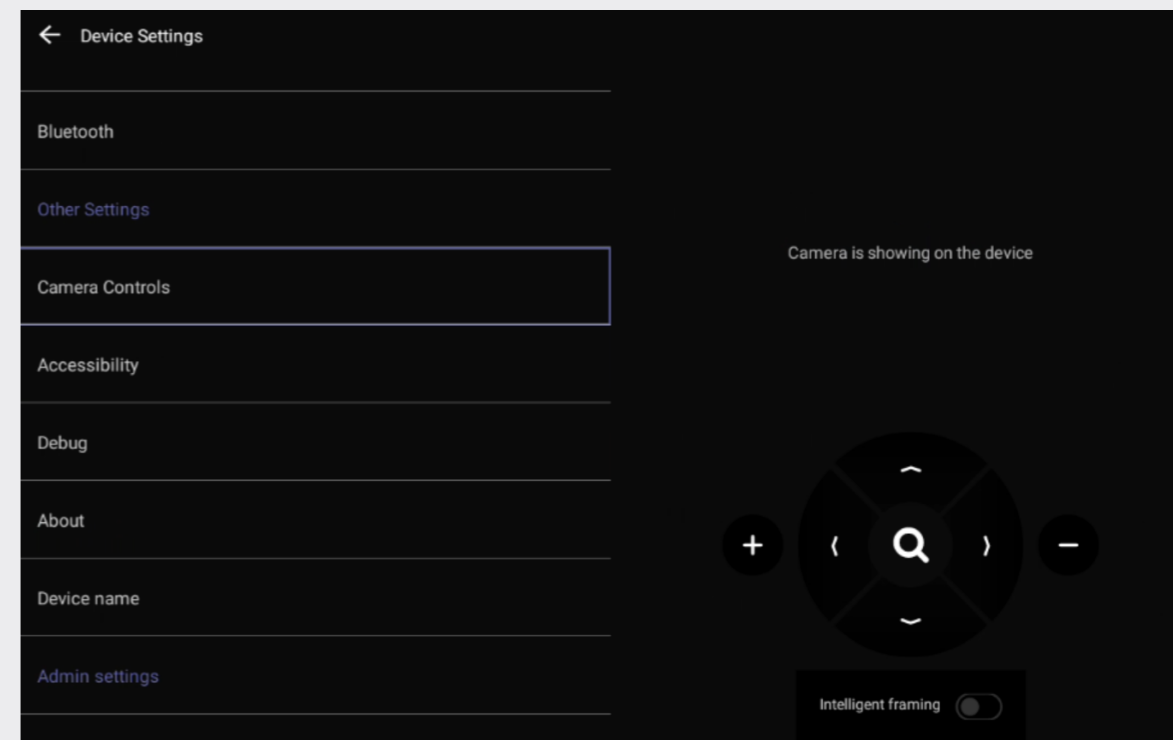 Device Settings
Bluetooth
Other Settings
Camera Controls
Accessibility
Debug
About
Device name
Admin settings
Camera is showing on the device
Intelligent framing